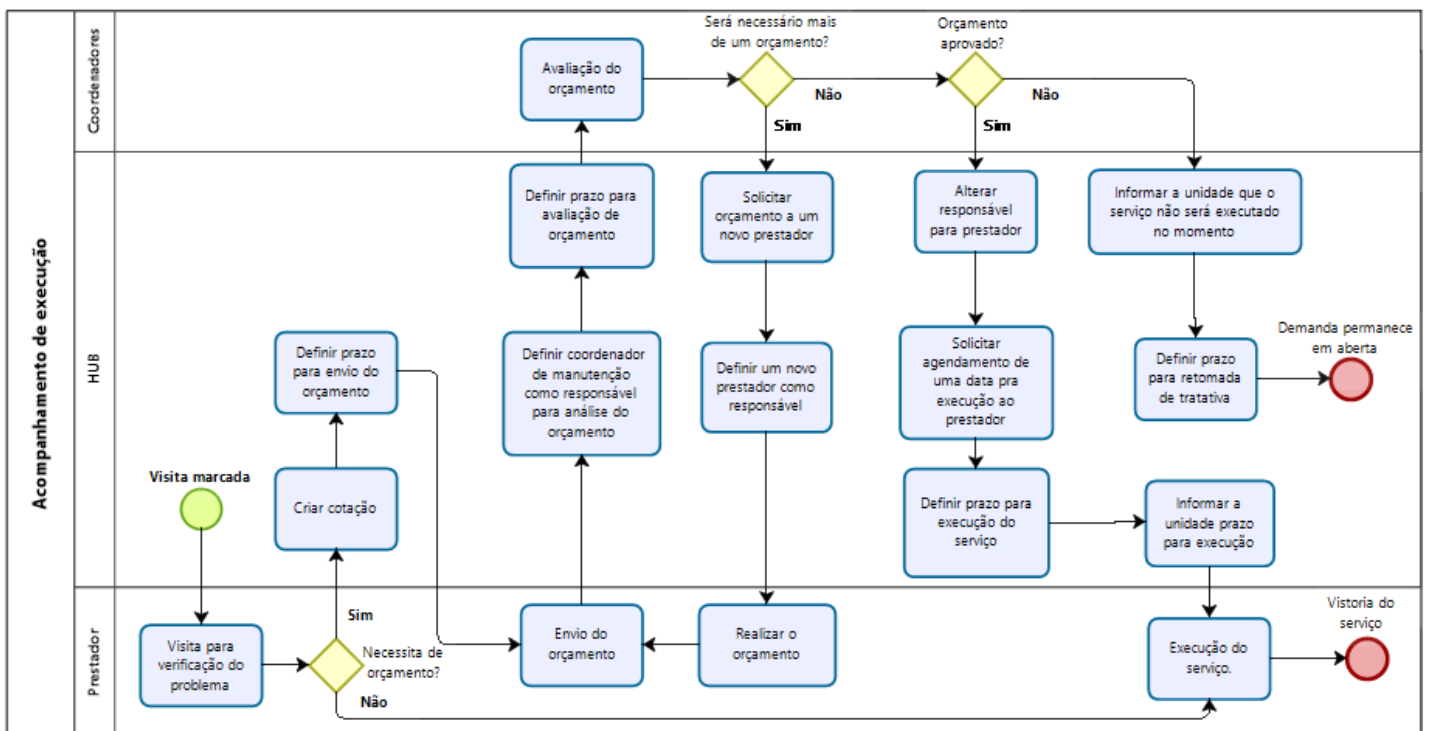 Acompanhamento de execução
Coordenadores
Avaliação do
orçamento
Será necessário mais
de um orçamento?
Não
Sim
Orçamento
aprovado?
Não
Sim
HUB
Definir prazo para
avaliação de
orçamento
Solicitar
orçamento a um
novo prestador
Alterar
responsável
para prestador
Informar a unidade que o
serviço não será executado
no momento
Definir prazo
para envio do
orçamento
Definir coordenador
de manutenção
como responsável
para análise do
orçamento
Definir um novo
prestador como
responsável
Solicitar
agendamento de
uma data pra
execução ao
prestador
Definir prazo
para retomada
de tratativa
Demanda permanece
em aberta
Visita marcada
Criar cotação
Definir prazo para
execução do
serviço
Informar a
unidade prazo
para execução
Prestador
Visita para
verificação do
problema
Sim
Necessita de
orçamento?
Não
Envio do
orçamento
Realizar o
orçamento
Execução do
serviço.
Vistoria do
serviço